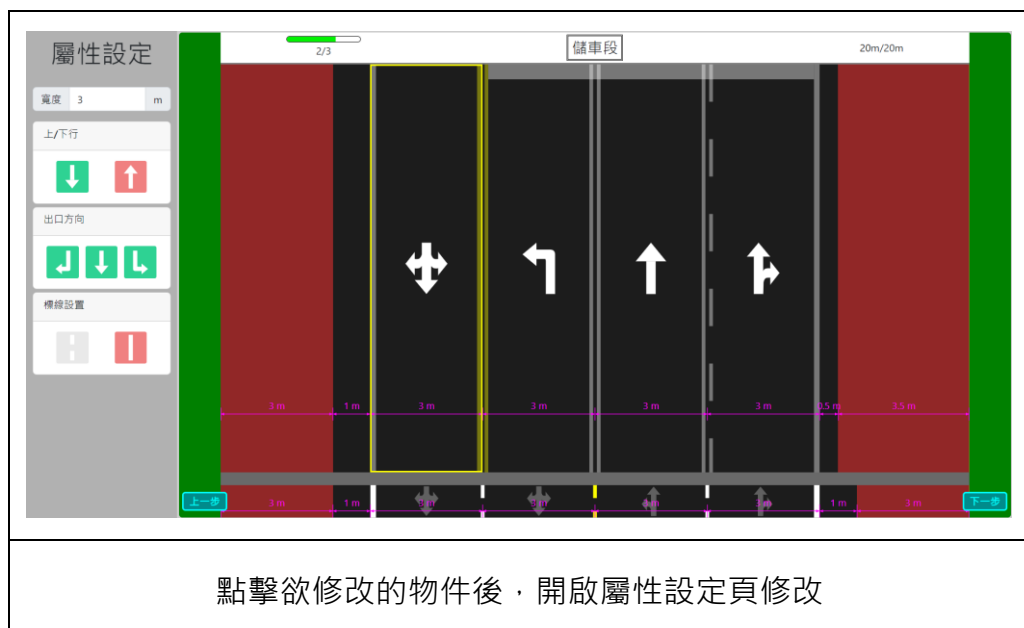 屬性設定
2/3
儲車段
20m/20m
寬度 3 m
上/下行
出口方向
標線設置
3 m 1 m 3 m 3 m 3 m 3 m 0.5 m 3.5 m
上一步
3 m 1 m
1 m 3 m
下一步
點擊欲修改的物件後，開啟屬性設定頁修改